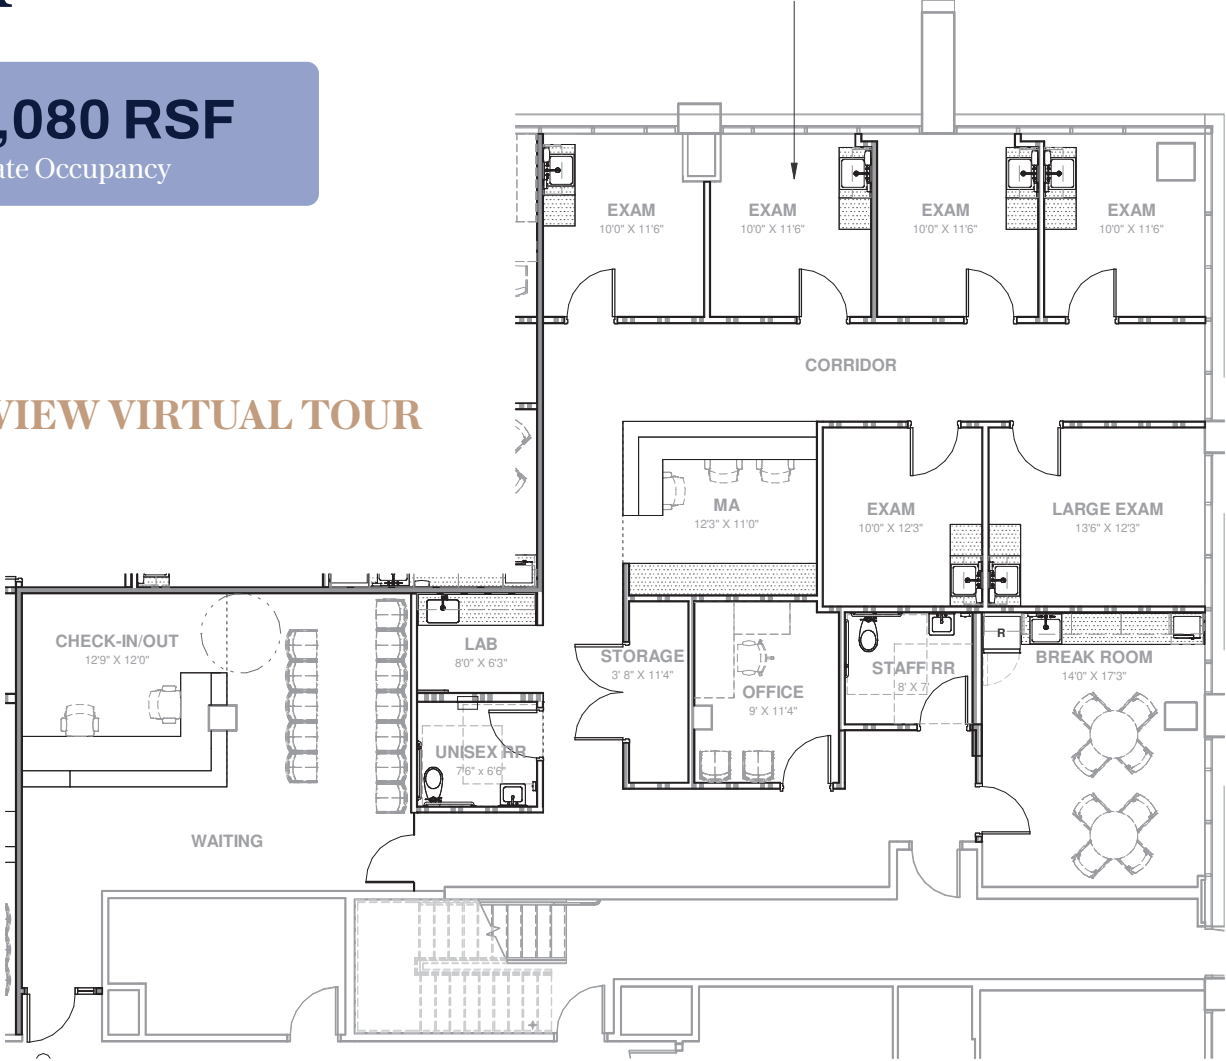 ,080 RSF
ate Occupancy
VIEW VIRTUAL TOUR
EXAM
10'0" X 11'6"
EXAM
10'0" X 11'6"
EXAM
10'0" X 11'6"
EXAM
10'0" X 11'6"
CORRIDOR
MA
12'3" X 11'0"
EXAM
10'0" X 12'3"
LARGE EXAM
13'6" X 12'3"
CHECK-IN/OUT
12'9" X 12'0"
LAB
8'0" X 6'3"
STORAGE
3' 8" X 11'4"
OFFICE
9' X 11'4"
STAFF RR
8' X 7'
R
BREAK ROOM
14'0" X 17'3"
UNISEX RR
7'6" x 6'6"
WAITING